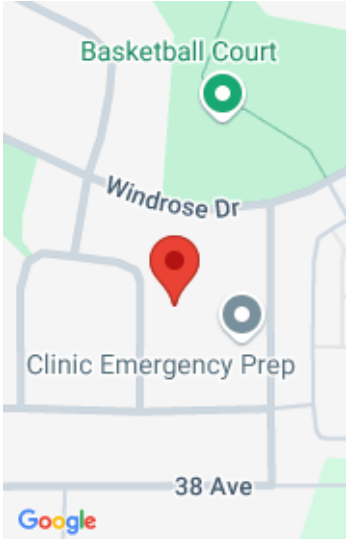 Basketball Court
Windrose Dr
Clinic Emergency Prep
38 Ave
Google